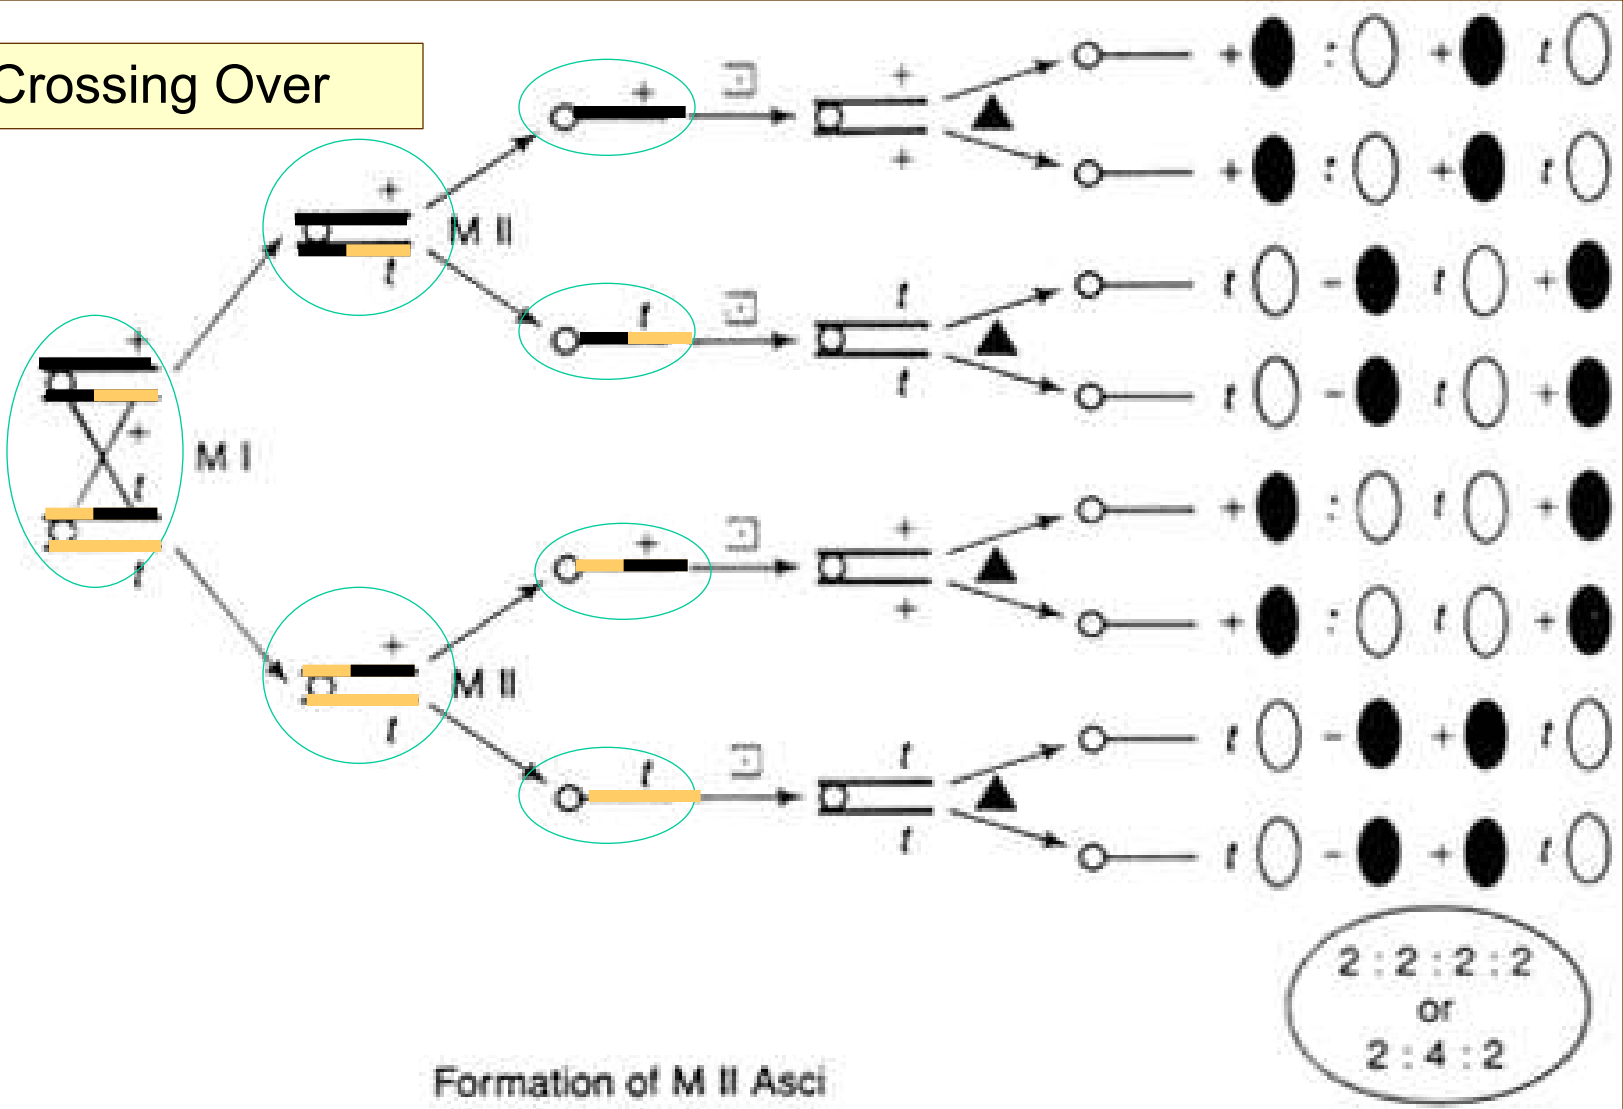 Crossing Over
+ + : + t
+
+ + : + t
+ M II
t
t t t - t +
+
t t - t +
+
M I
t
+ + + : t +
t
+ + : t +
+ M II
t
t t t - + t
t t - + t
2 : 2 : 2 : 2
or
2 : 4 : 2
Formation of M II Asci